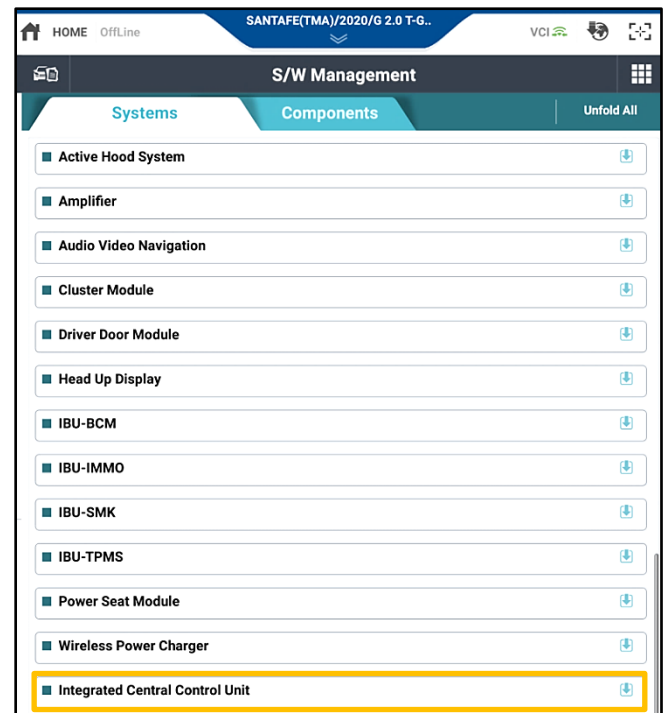 SANTAFE(TMA)/2020/G 2.0 T-G..
HOME OffLine VCI
S/W Management
Systems Components Unfold All
Active Hood System
Amplifier
Audio Video Navigation
Cluster Module
Driver Door Module
Head Up Display
IBU-BCM
IBU-IMMO
IBU-SMK
IBU-TPMS
Power Seat Module
Wireless Power Charger
Integrated Central Control Unit